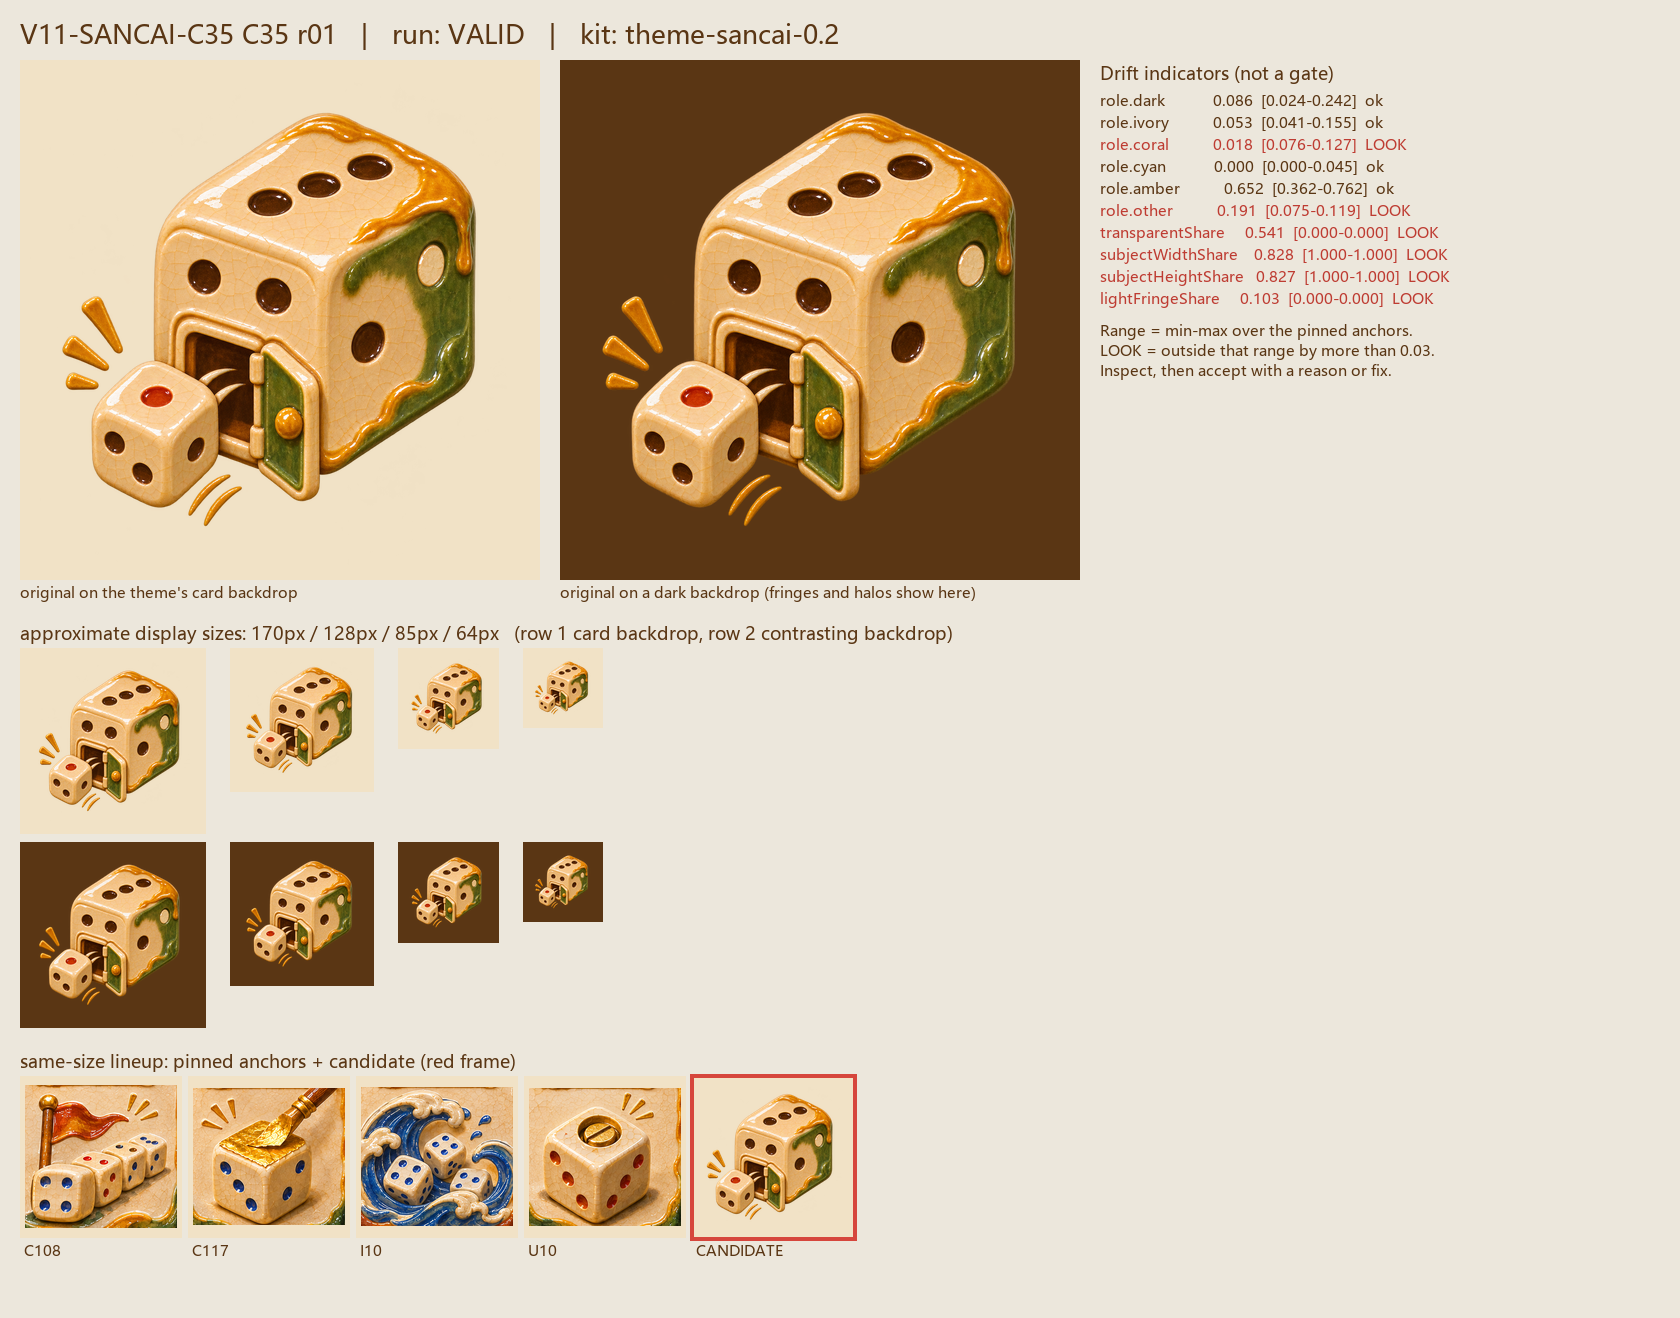 V11-SANCAI-C35 C35 r01 | run: VALID | kit: theme-sancai-0.2
Drift indicators (not a gate)
role.dark 0.086 [0.024-0.242] ok
role.ivory 0.053 [0.041-0.155] ok
role.coral 0.018 [0.076-0.127] LOOK
role.cyan 0.000 [0.000-0.045] ok
role.amber 0.652 [0.362-0.762] ok
role.other 0.191 [0.075-0.119] LOOK
transparentShare 0.541 [0.000-0.000] LOOK
subjectWidthShare 0.828 [1.000-1.000] LOOK
subjectHeightShare 0.827 [1.000-1.000] LOOK
lightFringeShare 0.103 [0.000-0.000] LOOK
Range = min-max over the pinned anchors.
LOOK = outside that range by more than 0.03.
Inspect, then accept with a reason or fix.
original on the theme's card backdrop
original on a dark backdrop (fringes and halos show here)
approximate display sizes: 170px / 128px / 85px / 64px (row 1 card backdrop, row 2 contrasting backdrop)
same-size lineup: pinned anchors + candidate (red frame)
C108
C117
I10
U10
CANDIDATE